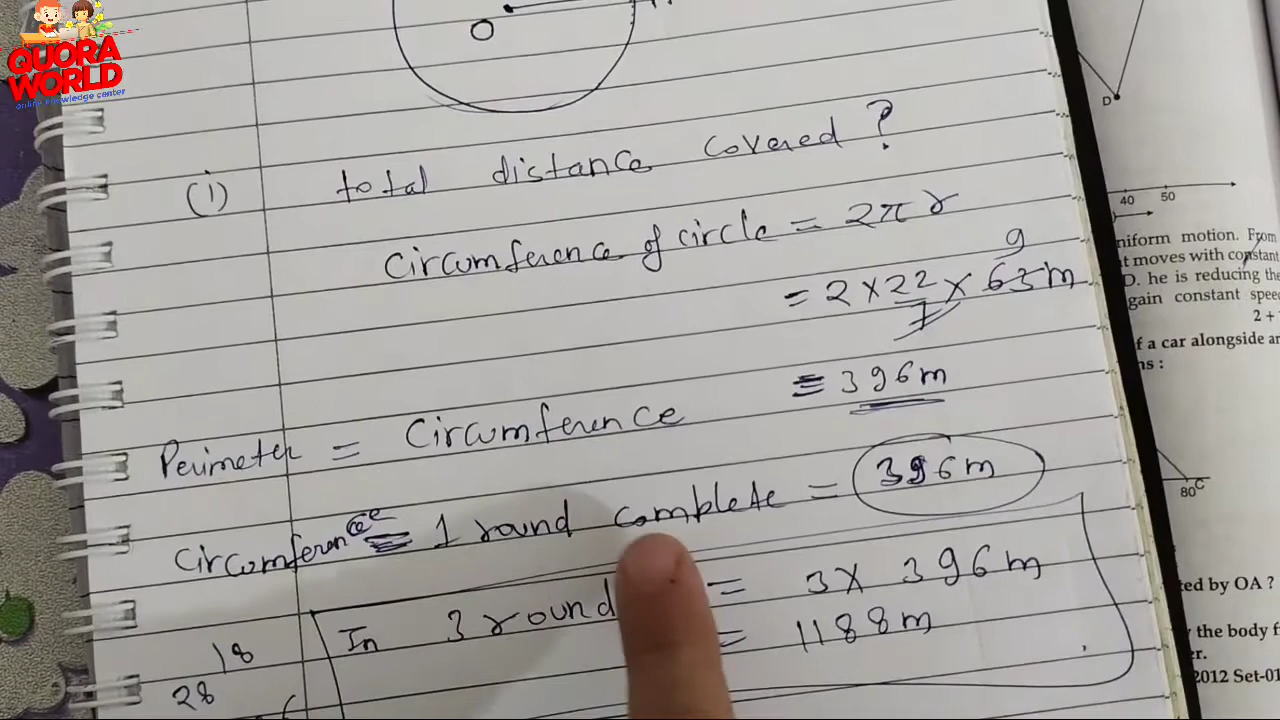 QUORA
WORLD
online knowledge center
O
(i) total distance covered?
Circumference of circle = 2πr
9
= 2 × 22 × 63 m
7
= 396 m
Perimeter = Circumference
Circumference = 1 round complete = 396 m
In 3 round = 3 × 396 m
= 1188 m
18
28
D
40 50
niform motion. From
t moves with constant
D. he is reducing the
gain constant spee
2 +
f a car alongside ar
ns :
80
C
ted by OA ?
the body f
r.
2012 Set-01